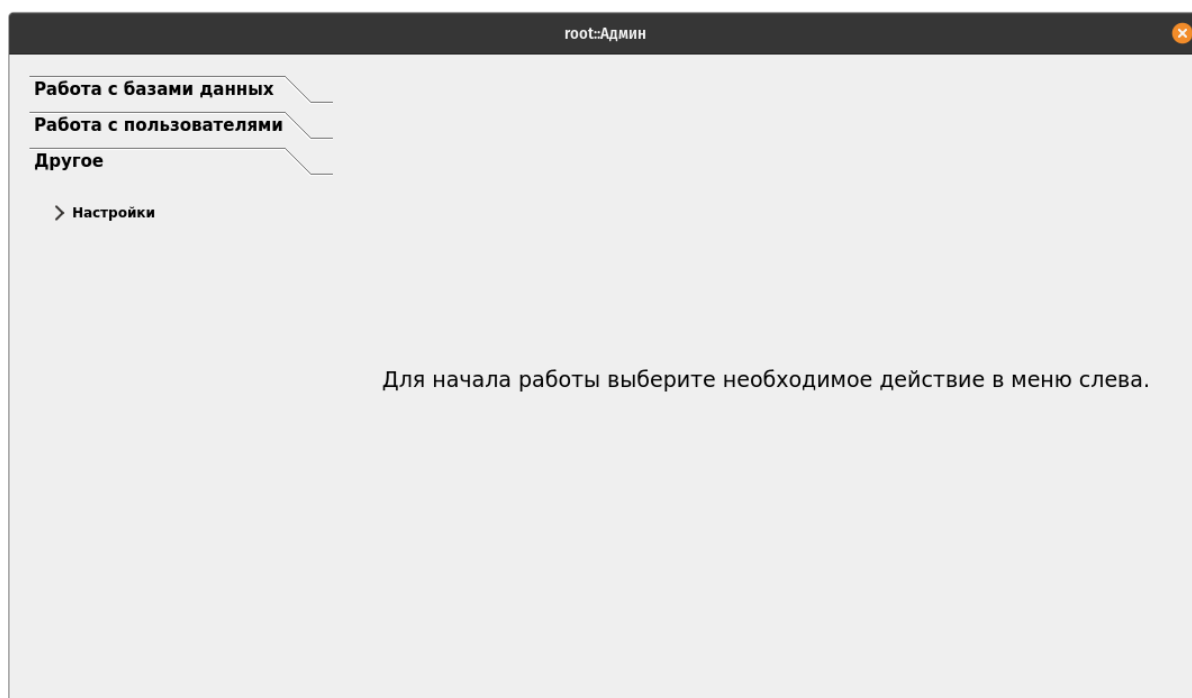 root::Админ
Работа с базами данных
Работа с пользователями
Другое
Настройки
Для начала работы выберите необходимое действие в меню слева.